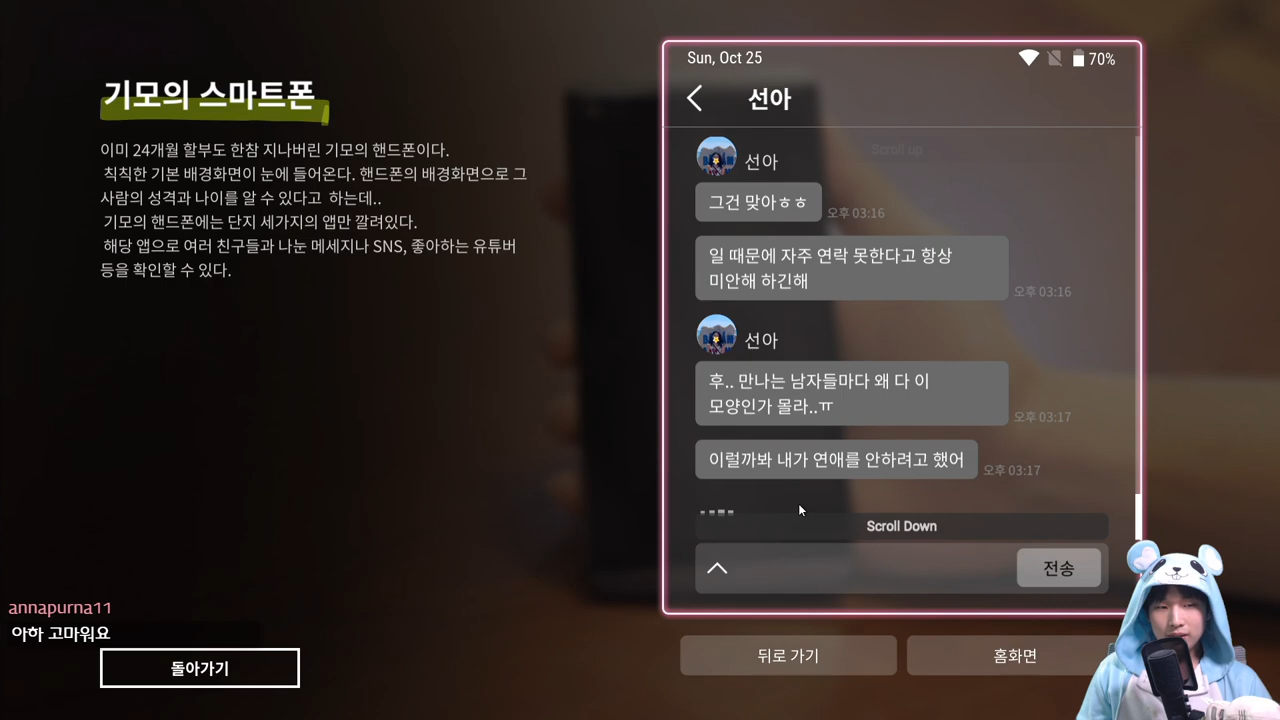 기모의 스마트폰
이미 24개월 할부도 한참 지나버린 기모의 핸드폰이다.
칙칙한 기본 배경화면이 눈에 들어온다. 핸드폰의 배경화면으로 그
사람의 성격과 나이를 알 수 있다고 하는데..
기모의 핸드폰에는 단지 세가지의 앱만 깔려있다.
해당 앱으로 여러 친구들과 나눈 메세지나 SNS, 좋아하는 유튜버
등을 확인할 수 있다.
annapurna11
아하 고마워요
돌아가기
Sun, Oct 25
70%
선아
Scroll up
선아
그건 맞아ㅎㅎ
오후 03:16
일 때문에 자주 연락 못한다고 항상
미안해 하긴해
오후 03:16
선아
후.. 만나는 남자들마다 왜 다 이
모양인가 몰라..ㅠ
오후 03:17
이럴까봐 내가 연애를 안하려고 했어
오후 03:17
Scroll Down
전송
뒤로 가기
홈화면